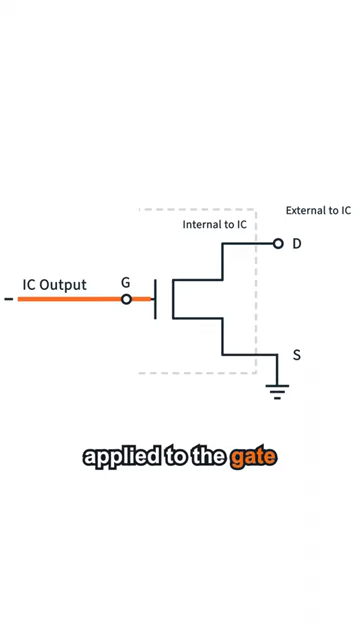 External to IC
Internal to IC
D
IC Output
G
S
applied to the gate